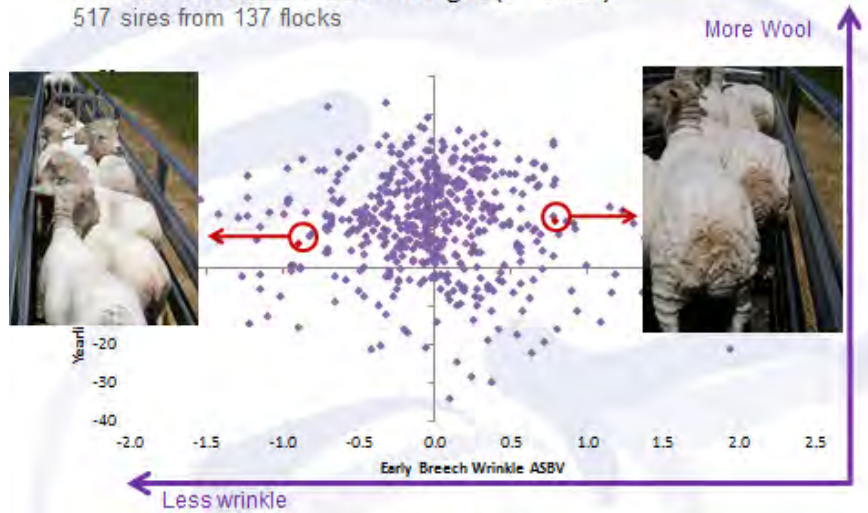 517 sires from 137 flocks
More Wool
-20
-30
-40
-2.0 -1.5 -1.0 -0.5 0.0 0.5 1.0 1.5 2.0 2.5
Early Breech Wrinkle ASBV
Less wrinkle